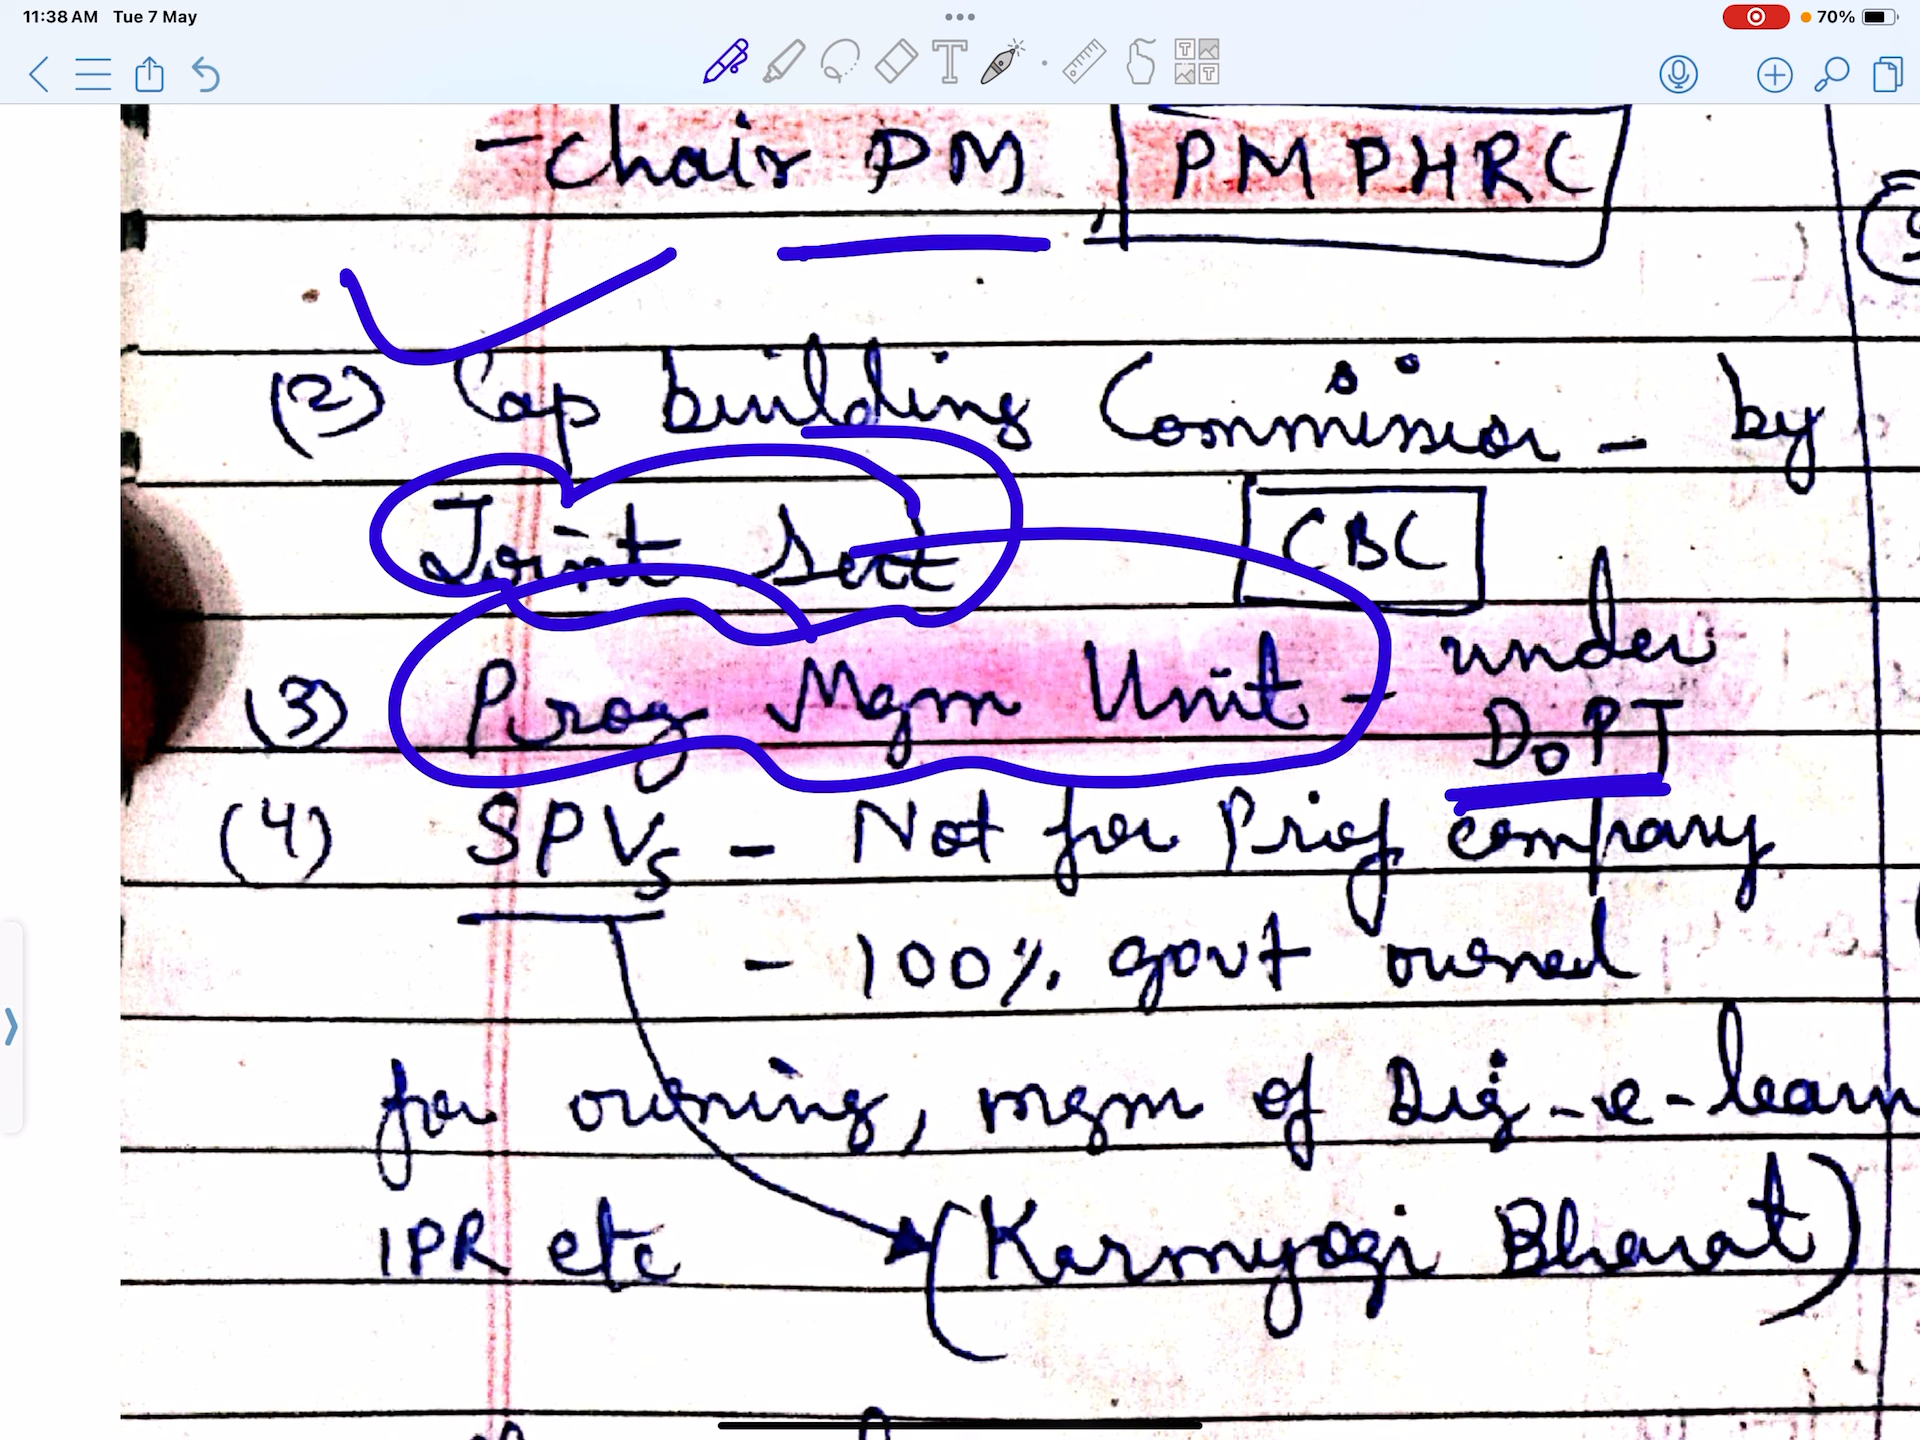 11:38 AM Tue 7 May
70%
- Chair PM, PMPHRC
(2) Cap building Commission - by
Joint Sect CBC
(3) Prog Mgm Unit - under
DoPT
(4) SPVs - Not for Prof company
- 100% govt owned
for owning, mgm of Dig-e-learn
IPR etc (Karmyogi Bharat)